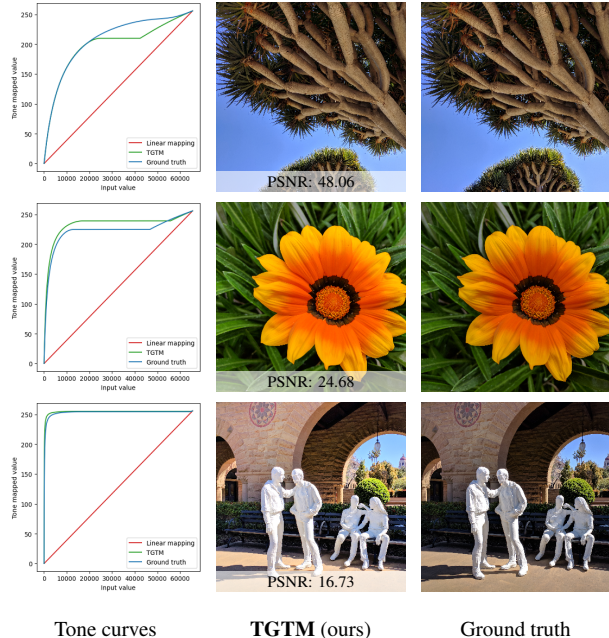 250
200
150
100
50
0
Tone mapped value
Linear mapping
TGTM
Ground truth
0 10000 20000 30000 40000 50000 60000
Input value
PSNR: 48.06
250
200
150
100
50
0
Tone mapped value
Linear mapping
TGTM
Ground truth
0 10000 20000 30000 40000 50000 60000
Input value
PSNR: 24.68
250
200
150
100
50
0
Tone mapped value
Linear mapping
TGTM
Ground truth
0 10000 20000 30000 40000 50000 60000
Input value
PSNR: 16.73
Tone curves TGTM (ours) Ground truth